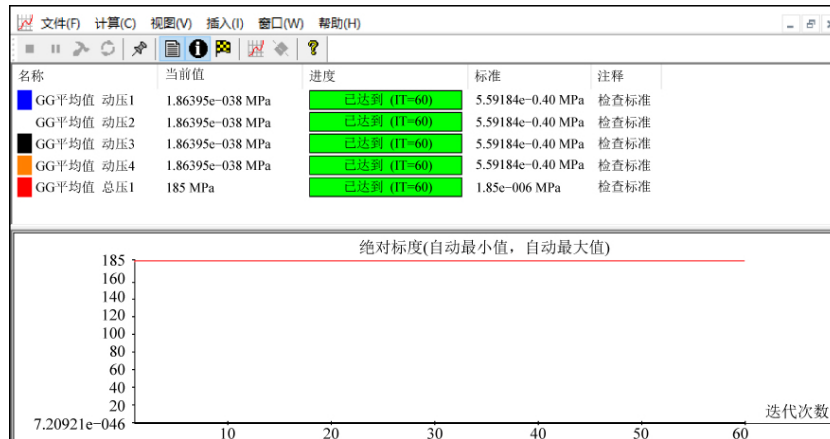 文件(F) 计算(C) 视图(V) 插入(I) 窗口(W) 帮助(H)
名称 当前值 进度 标准 注释
GG平均值 动压1 1.86395e-038 MPa 已达到 (IT=60) 5.59184e-0.40 MPa 检查标准
GG平均值 动压2 1.86395e-038 MPa 已达到 (IT=60) 5.59184e-0.40 MPa 检查标准
GG平均值 动压3 1.86395e-038 MPa 已达到 (IT=60) 5.59184e-0.40 MPa 检查标准
GG平均值 动压4 1.86395e-038 MPa 已达到 (IT=60) 5.59184e-0.40 MPa 检查标准
GG平均值 总压1 185 MPa 已达到 (IT=60) 1.85e-006 MPa 检查标准
绝对标度(自动最小值，自动最大值)
185
160
140
120
100
80
60
40
20
7.20921e-046
迭代次数
10 20 30 40 50 60